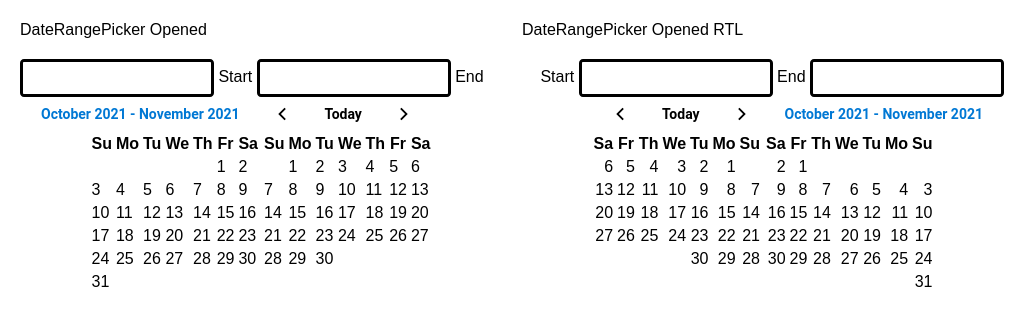 DateRangePicker Opened
Start End
October 2021 - November 2021 Today
Su Mo Tu We Th Fr Sa Su Mo Tu We Th Fr Sa
1 2 1 2 3 4 5 6
3 4 5 6 7 8 9 7 8 9 10 11 12 13
10 11 12 13 14 15 16 14 15 16 17 18 19 20
17 18 19 20 21 22 23 21 22 23 24 25 26 27
24 25 26 27 28 29 30 28 29 30
31
DateRangePicker Opened RTL
Start End
Today October 2021 - November 2021
Sa Fr Th We Tu Mo Su Sa Fr Th We Tu Mo Su
6 5 4 3 2 1 2 1
13 12 11 10 9 8 7 9 8 7 6 5 4 3
20 19 18 17 16 15 14 16 15 14 13 12 11 10
27 26 25 24 23 22 21 23 22 21 20 19 18 17
30 29 28 30 29 28 27 26 25 24
31